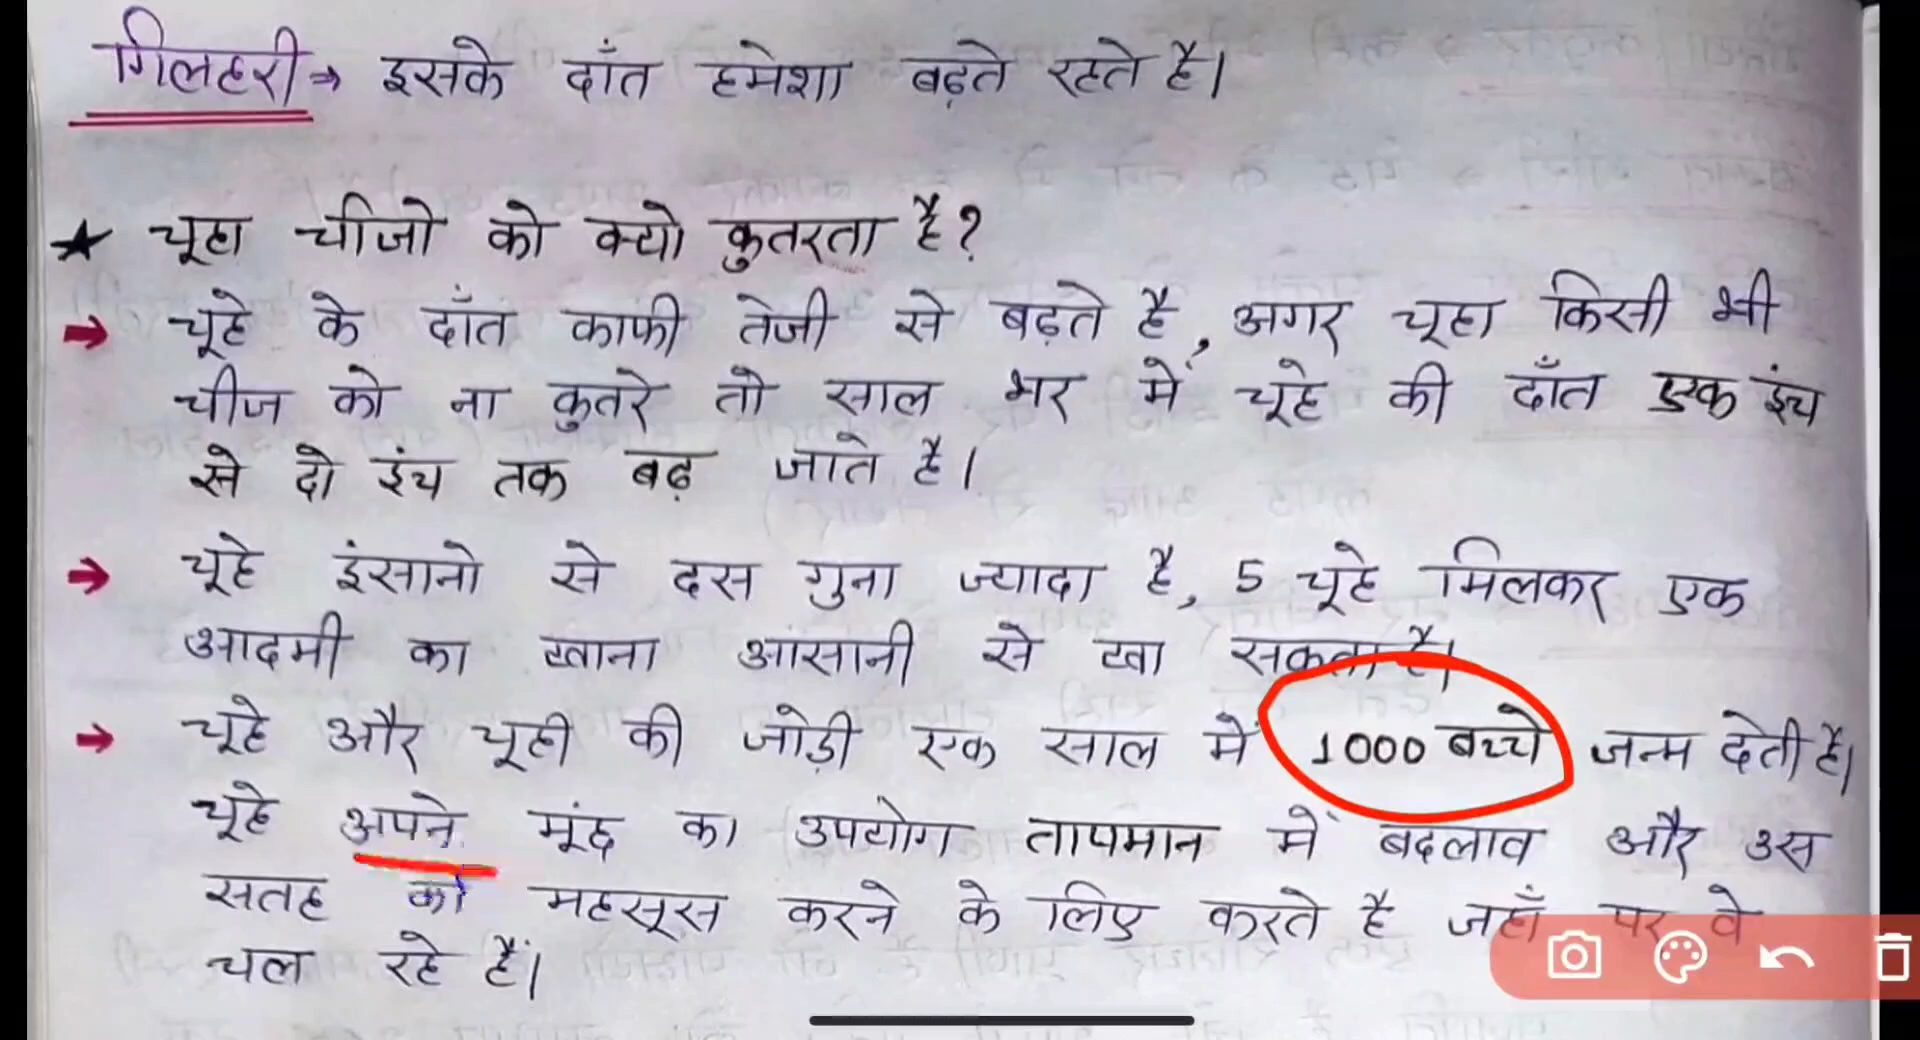 गिलहरी → इसके दाँत हमेशा बढ़ते रहते है।
★ चूहा चीजो को क्यो कुतरता है?
→ चूहे के दाँत काफी तेजी से बढ़ते है, अगर चूहा किसी भी
चीज को ना कुतरे तो साल भर में चूहे की दाँत एक इंच
से दो इंच तक बढ़ जाते है।
→ चूहे इंसानो से दस गुना ज्यादा है, 5 चूहे मिलकर एक
आदमी का खाना आंसानी से खा सकता है।
→ चूहे और चूही की जोड़ी एक साल में 1000 बच्चे जन्म देती है।
चूहे अपने मूंह का उपयोग तापमान में बदलाव और उस
सतह को महसूस करने के लिए करते है जहाँ पर वे
चल रहे हैं।